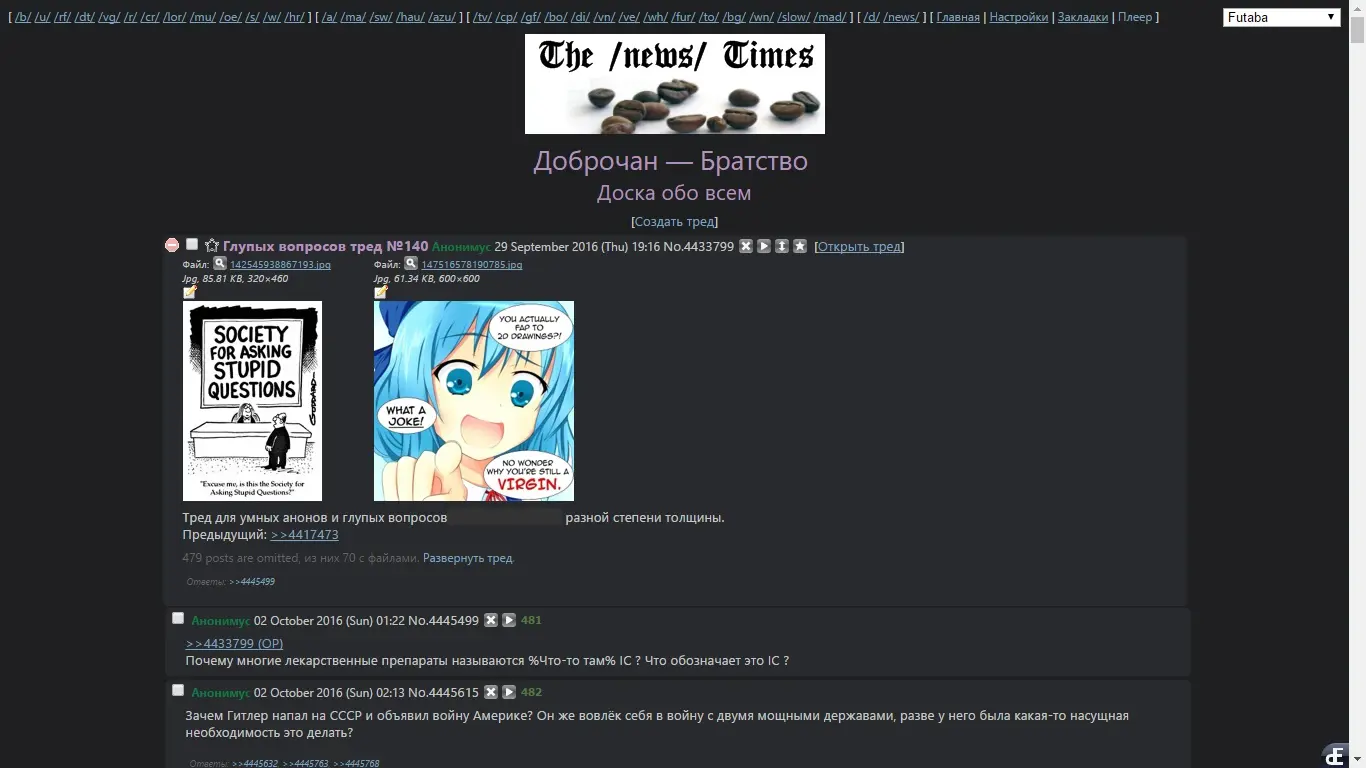 [ /b/ /u/ /rf/ /dt/ /vg/ /r/ /cr/ /lor/ /mu/ /oe/ /s/ /w/ /hr/ ] [ /a/ /ma/ /sw/ /hau/ /azu/ ] [ /tv/ /cp/ /gf/ /bo/ /di/ /vn/ /ve/ /wh/ /fur/ /to/ /bg/ /wn/ /slow/ /mad/ ] [ /d/ /news/ ] [ Главная | Настройки | Закладки | Плеер ]
Futaba
The /news/ Times
Доброчан — Братство
Доска обо всем
[Создать тред]
Глупых вопросов тред №140 Анонимус 29 September 2016 (Thu) 19:16 No.4433799 [Открыть тред]
Файл: 142545938867193.jpg
Jpg, 85.81 KB, 320×460
Файл: 147516578190785.jpg
Jpg, 61.34 KB, 600×600
SOCIETY
FOR ASKING
STUPID
QUESTIONS
"Excuse me, is this the Society for
Asking Stupid Questions?"
YOU ACTUALLY
FAP TO
2D DRAWINGS?!
WHAT A
JOKE!
NO WONDER
WHY YOU'RE STILL A
VIRGIN.
Тред для умных анонов и глупых вопросов разной степени толщины.
Предыдущий: >>4417473
479 posts are omitted, из них 70 с файлами. Развернуть тред.
Ответы: >>4445499
Анонимус 02 October 2016 (Sun) 01:22 No.4445499 481
>>4433799 (OP)
Почему многие лекарственные препараты называются %Что-то там% IC ? Что обозначает это IC ?
Анонимус 02 October 2016 (Sun) 02:13 No.4445615 482
Зачем Гитлер напал на СССР и объявил войну Америке? Он же вовлёк себя в войну с двумя мощными державами, разве у него была какая-то насущная
необходимость это делать?
Ответы: >>4445632, >>4445763, >>4445768